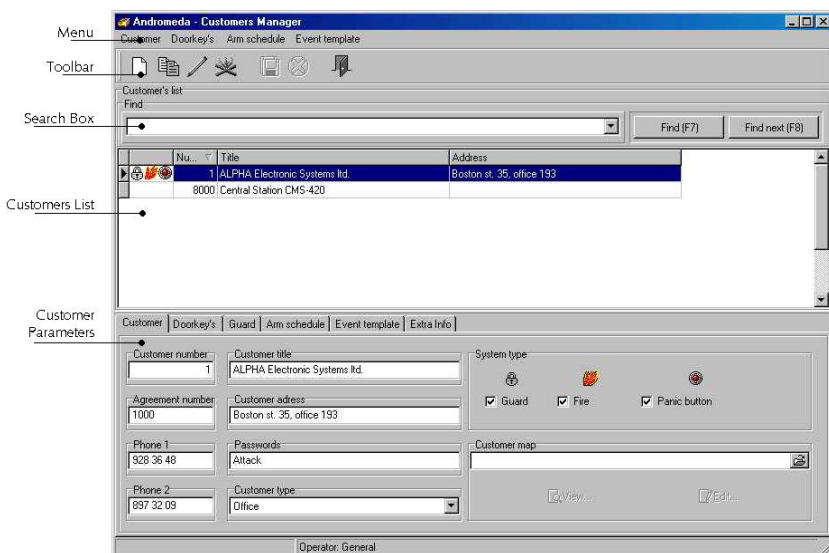 Andromeda - Customers Manager
Menu
Customer Doorkey's Arm schedule Event template
Toolbar
Customer's list
Find
Search Box
Find (F7) Find next (F8)
Nu... Title Address
1 ALPHA Electronic Systems ltd. Boston st. 35, office 193
8000 Central Station CMS-420
Customers List
Customer Parameters
Customer Doorkey's Guard Arm schedule Event template Extra Info
Customer number Customer title System type
1 ALPHA Electronic Systems ltd.
Guard Fire Panic button
Agreement number Customer adress
1000 Boston st. 35, office 193
Phone 1 Passwords Customer map
928 36 48 Attack
Phone 2 Customer type View... Edit...
897 32 09 Office
Operator: General